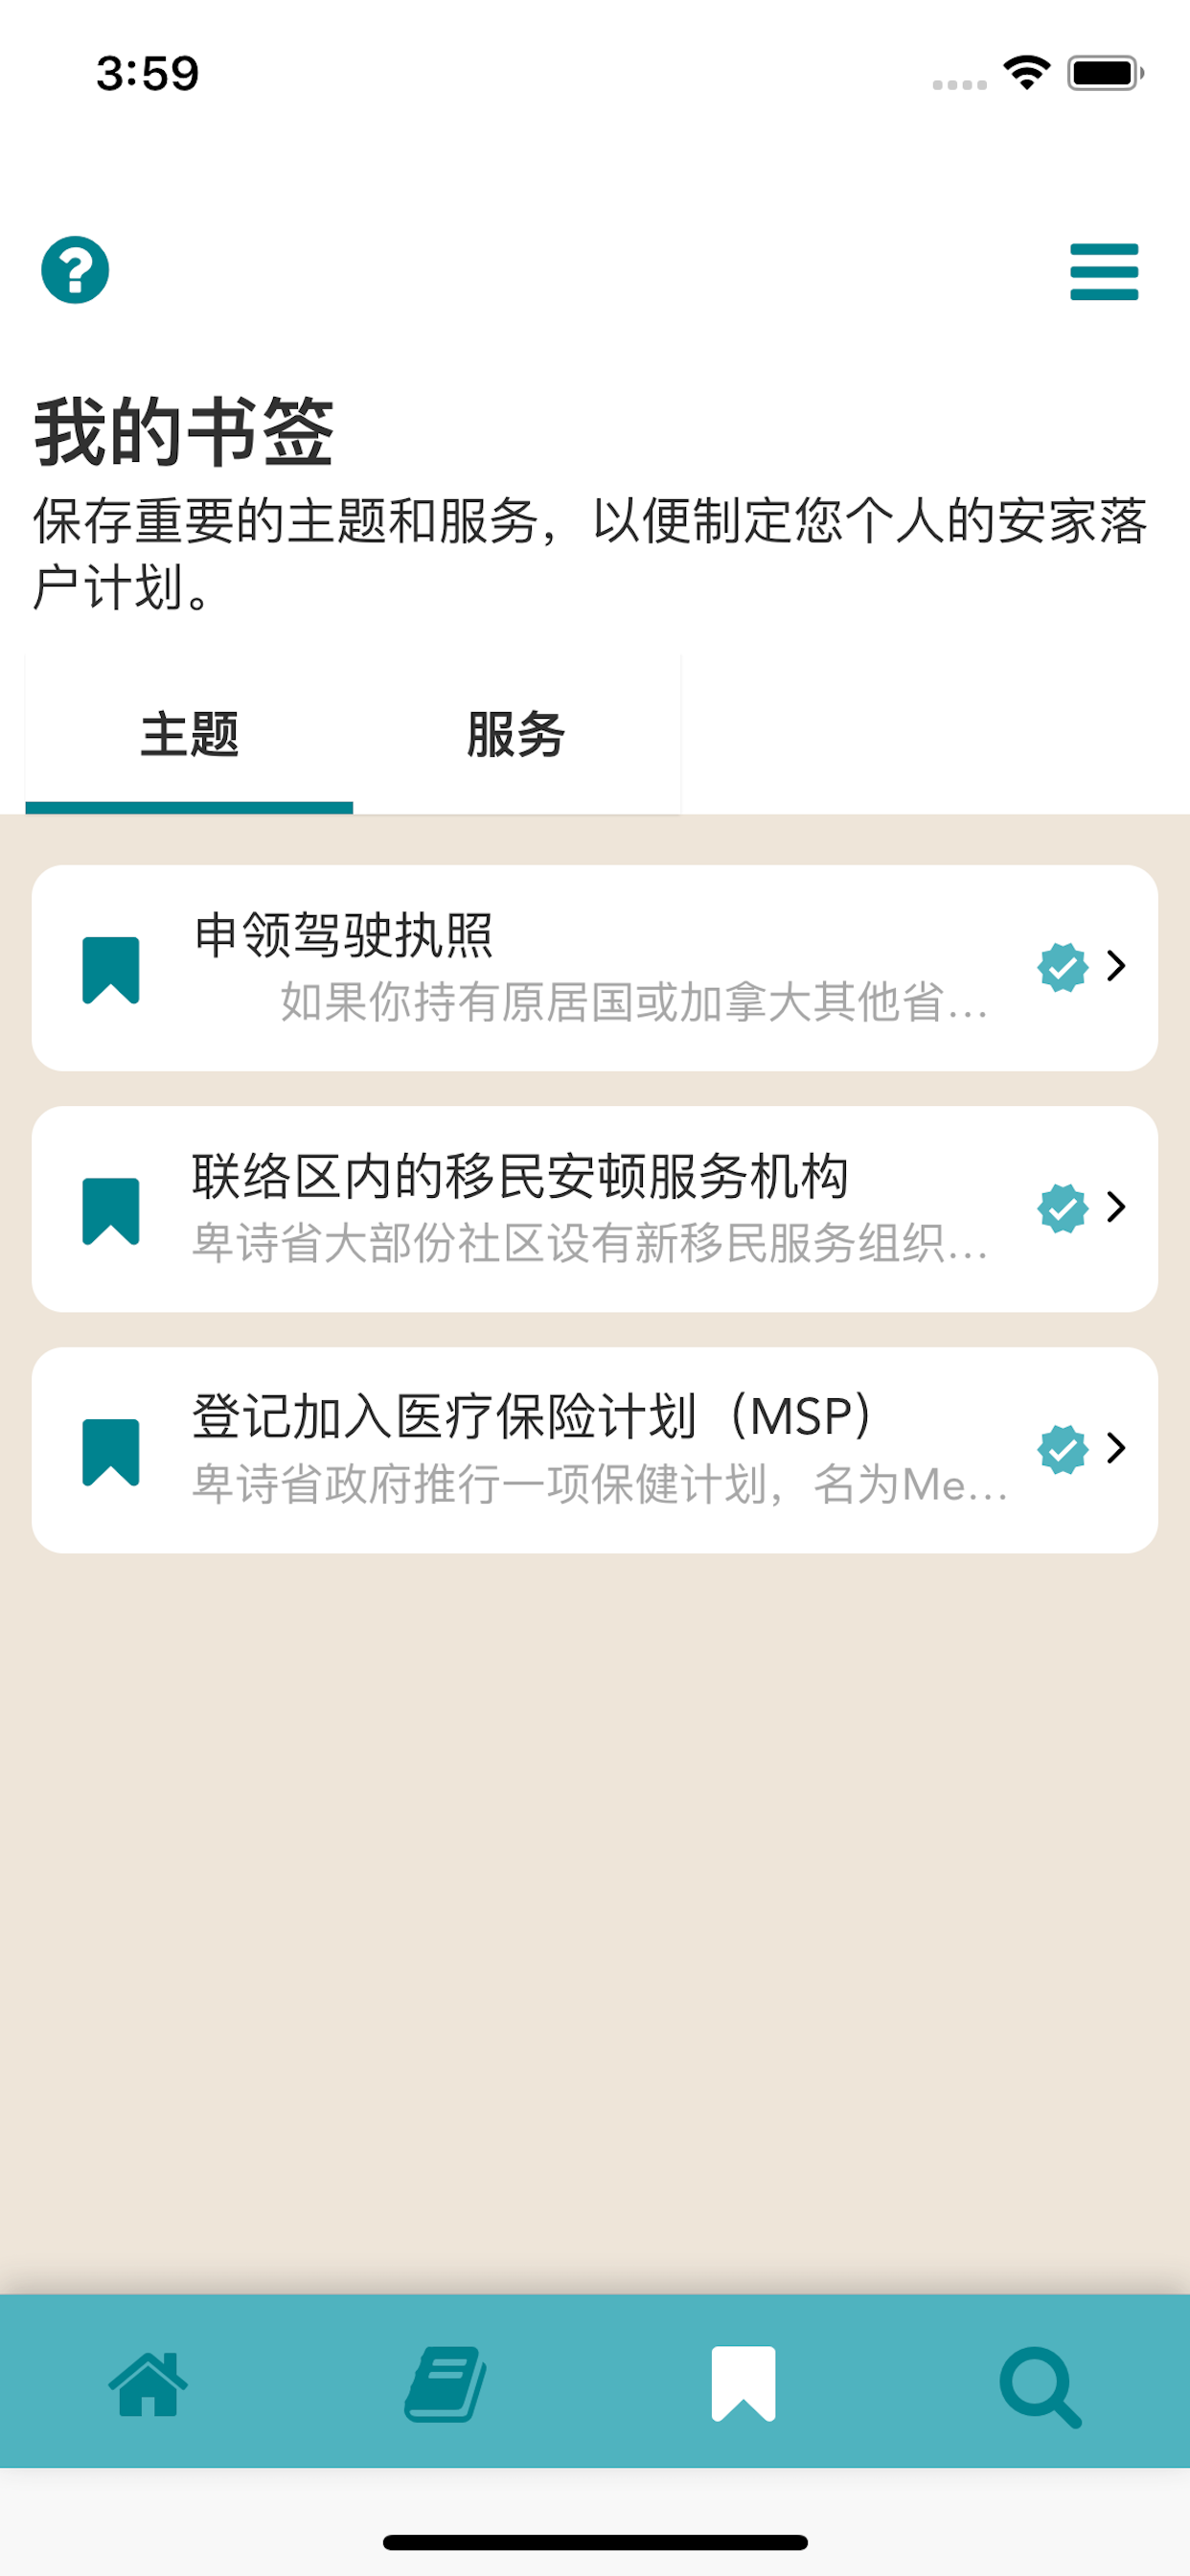 3:59
我的书签
保存重要的主题和服务，以便制定您个人的安家落
户计划。
主题
服务
申领驾驶执照
如果你持有原居国或加拿大其他省...
联络区内的移民安顿服务机构
卑诗省大部份社区设有新移民服务组织...
登记加入医疗保险计划（MSP）
卑诗省政府推行一项保健计划，名为Me...